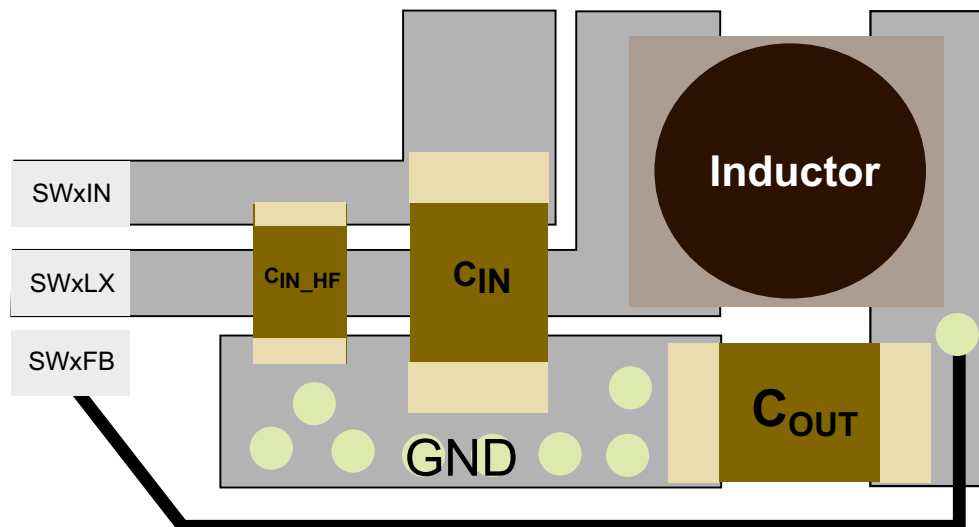 Inductor
SWxIN
SWxLX
CIN_HF
CIN
SWxFB
COUT
GND